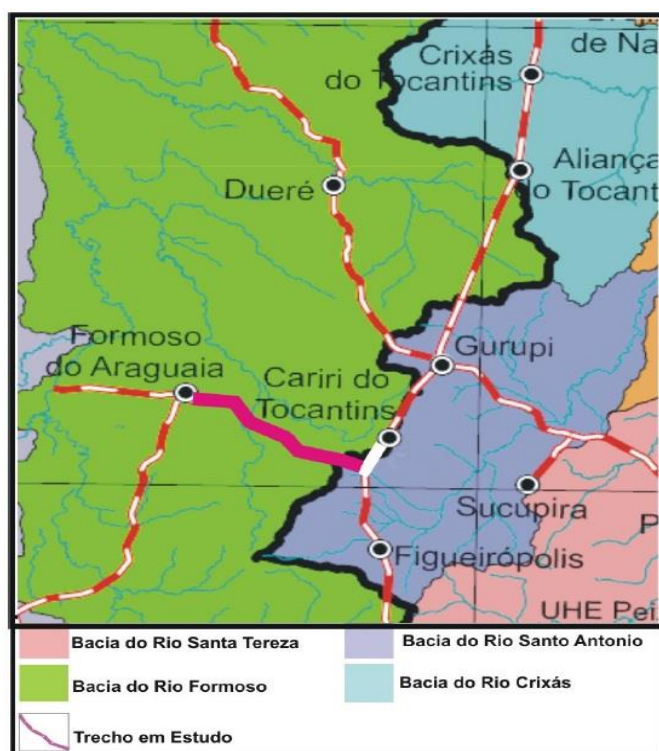 Crixás
de Na
do Tocantins
Aliança
do Tocant
Dueré
Formoso
do Araguaia
Gurupi
Cariri do
Tocantins
Sucupira
Figueirópolis
UHE Pei
Bacia do Rio Santa Tereza
Bacia do Rio Santo Antonio
Bacia do Rio Formoso
Bacia do Rio Crixás
Trecho em Estudo